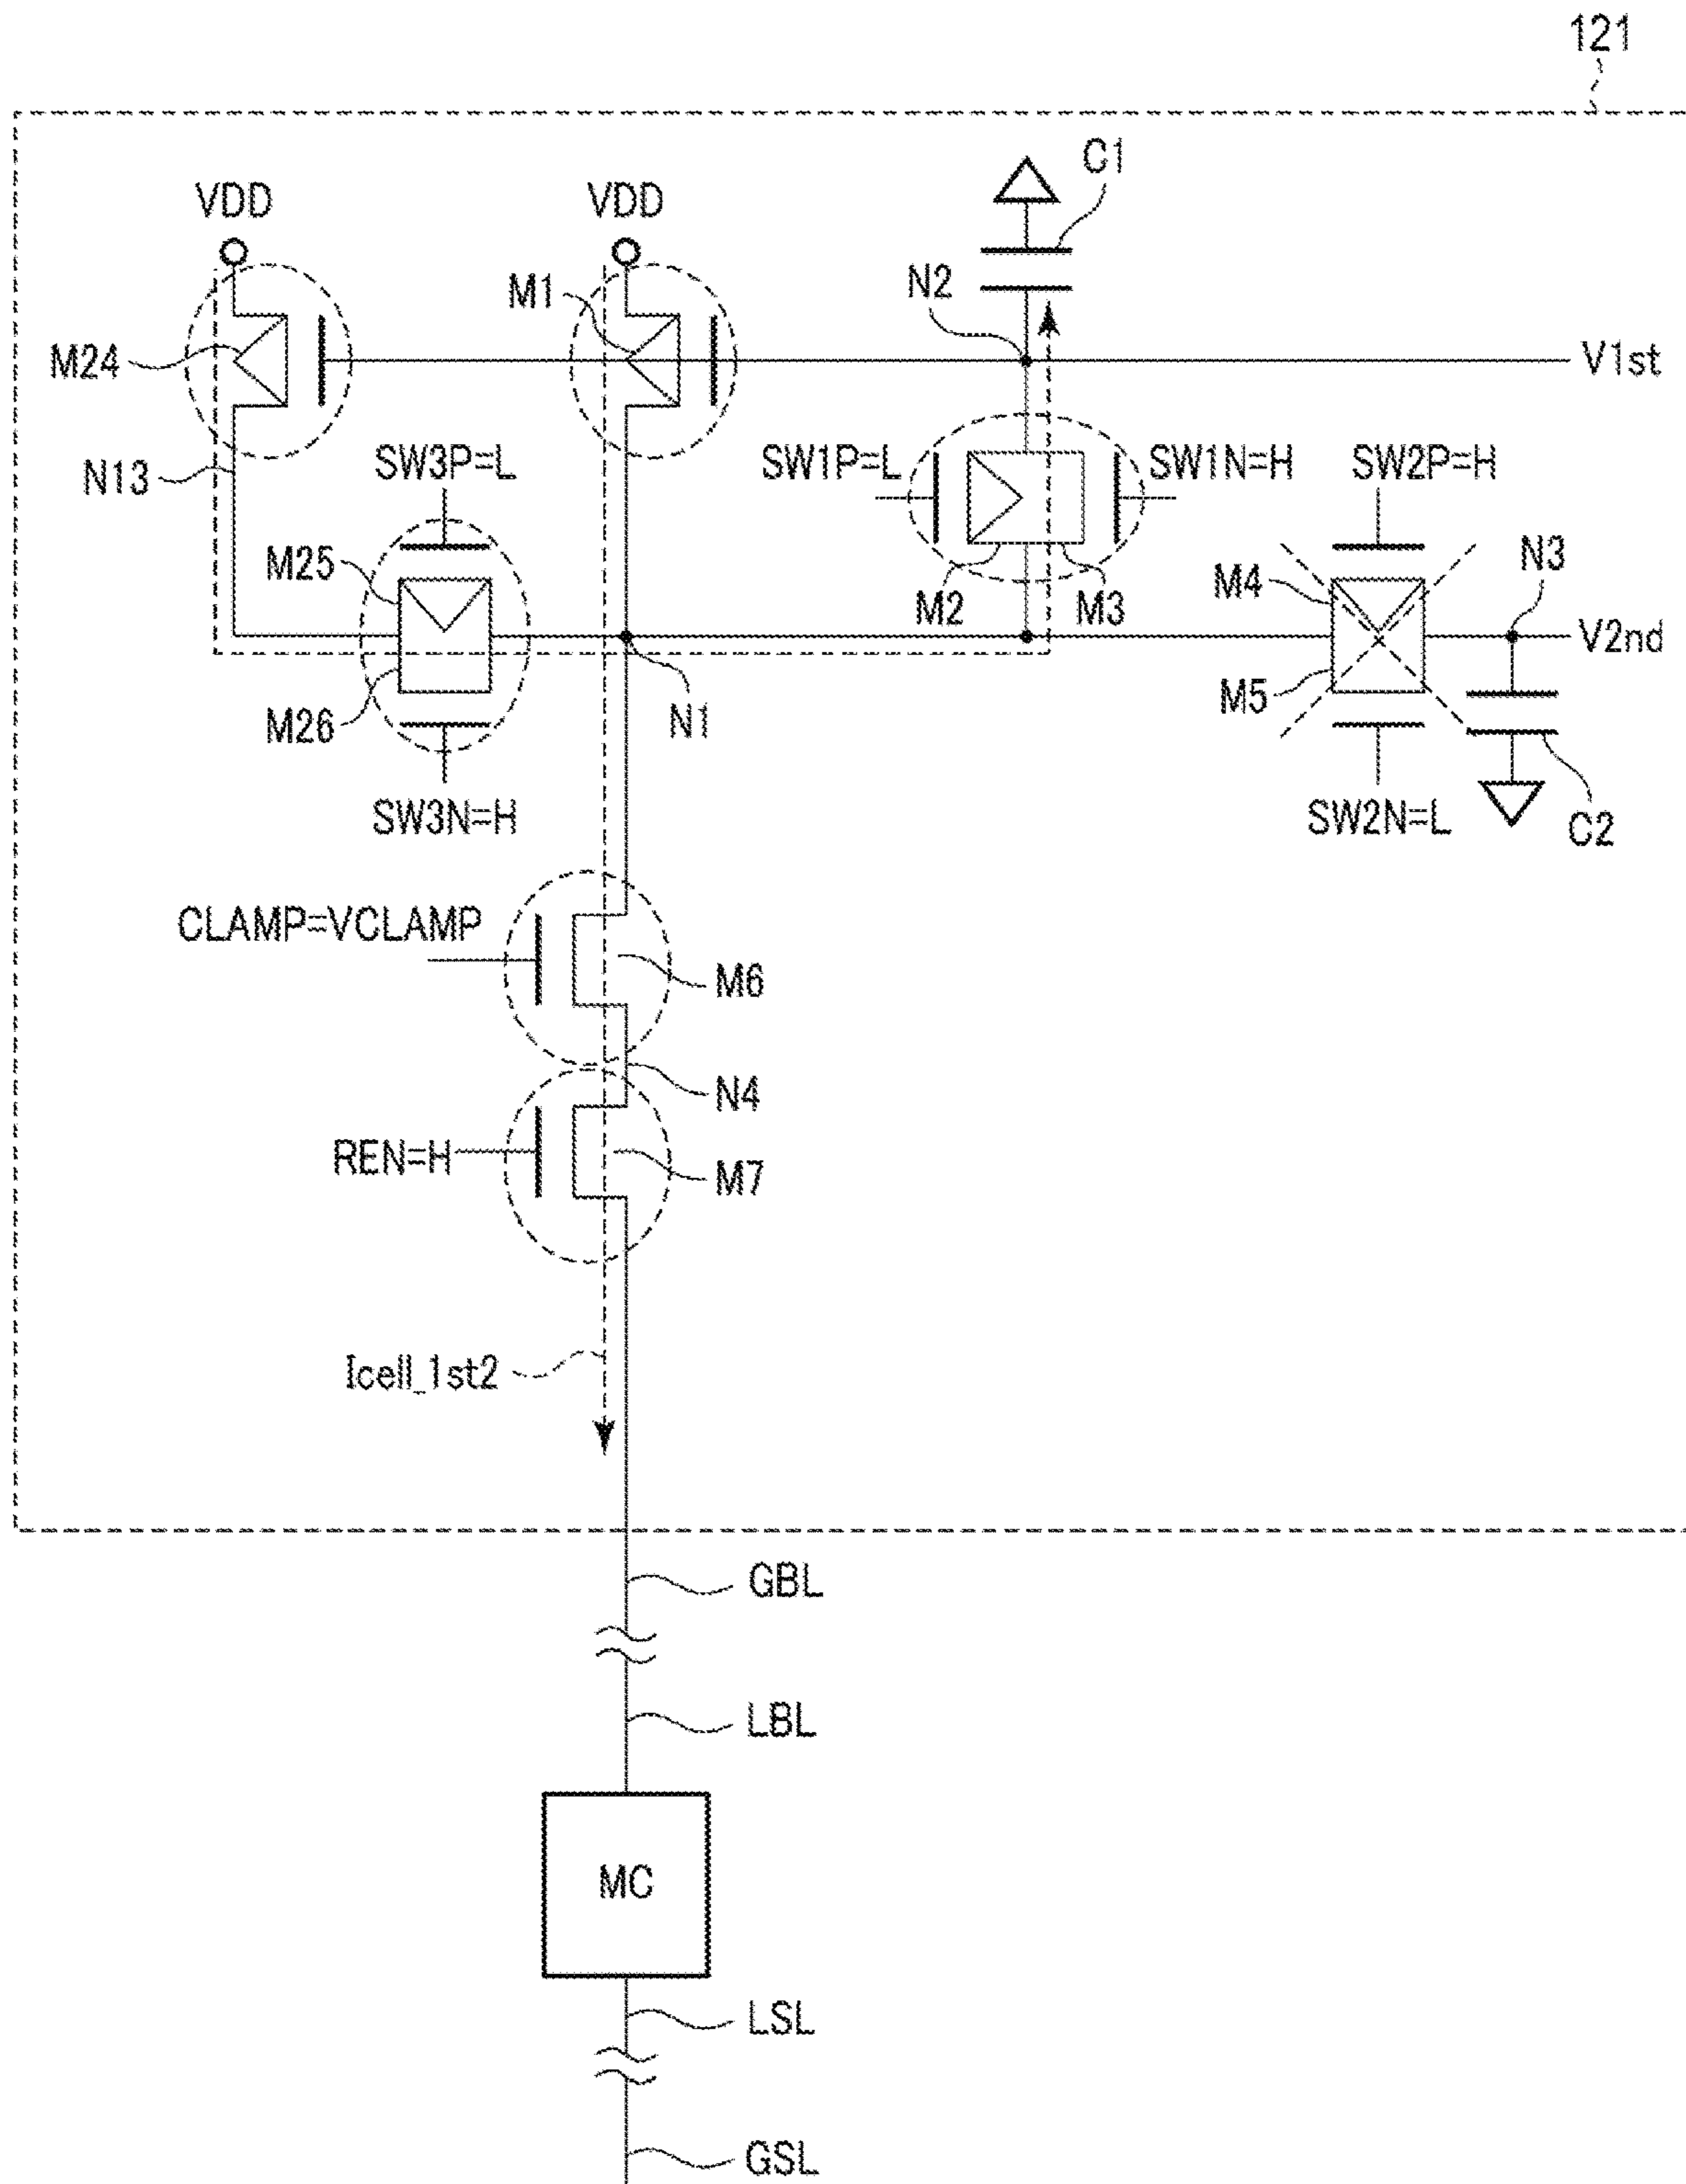 121
C1
VDD
VDD
N2
M1
M24
V1st
SW3P=L
SW1P=L
SW1N=H
SW2P=H
N13
M25
N3
M4
M2
M3
V2nd
M26
N1
M5
SW3N=H
SW2N=L
C2
CLAMP=VCLAMP
M6
N4
REN=H
M7
Icell_1st2
GBL
LBL
MC
LSL
GSL